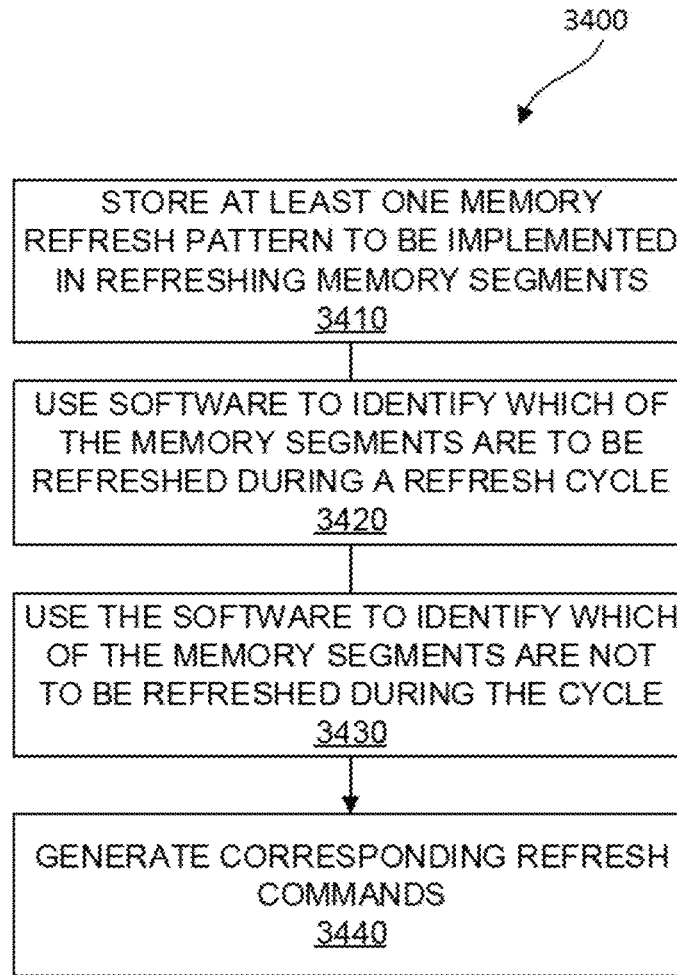 3400
STORE AT LEAST ONE MEMORY
REFRESH PATTERN TO BE IMPLEMENTED
IN REFRESHING MEMORY SEGMENTS
3410
USE SOFTWARE TO IDENTIFY WHICH OF
THE MEMORY SEGMENTS ARE TO BE
REFRESHED DURING A REFRESH CYCLE
3420
USE THE SOFTWARE TO IDENTIFY WHICH
OF THE MEMORY SEGMENTS ARE NOT
TO BE REFRESHED DURING THE CYCLE
3430
GENERATE CORRESPONDING REFRESH
COMMANDS
3440